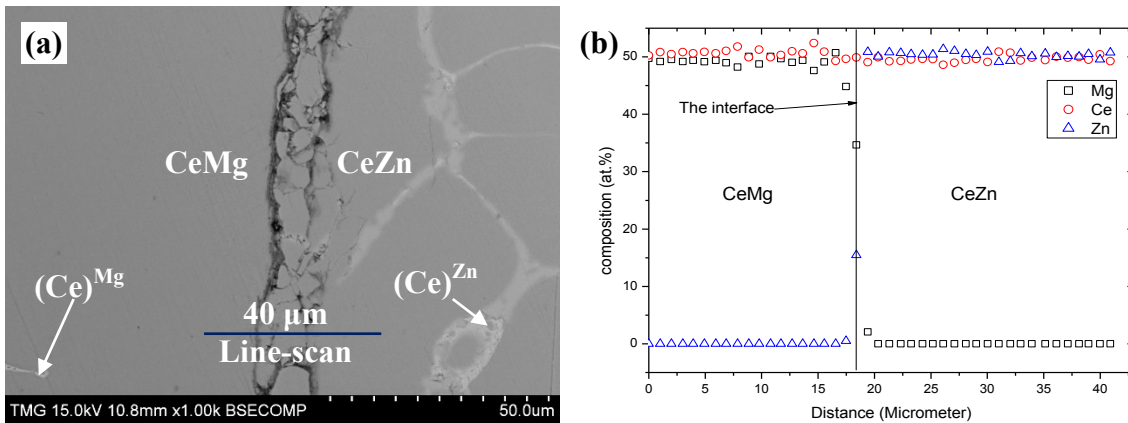 (a)
CeMg
CeZn
(Ce)Mg
(Ce)Zn
40 μm
Line-scan
TMG 15.0kV 10.8mm x1.00k BSECOMP
50.0um
(b)
50
40
30
20
10
0
composition (at.%)
The interface
Mg
Ce
Zn
CeMg
CeZn
0
5
10
15
20
25
30
35
40
Distance (Micrometer)